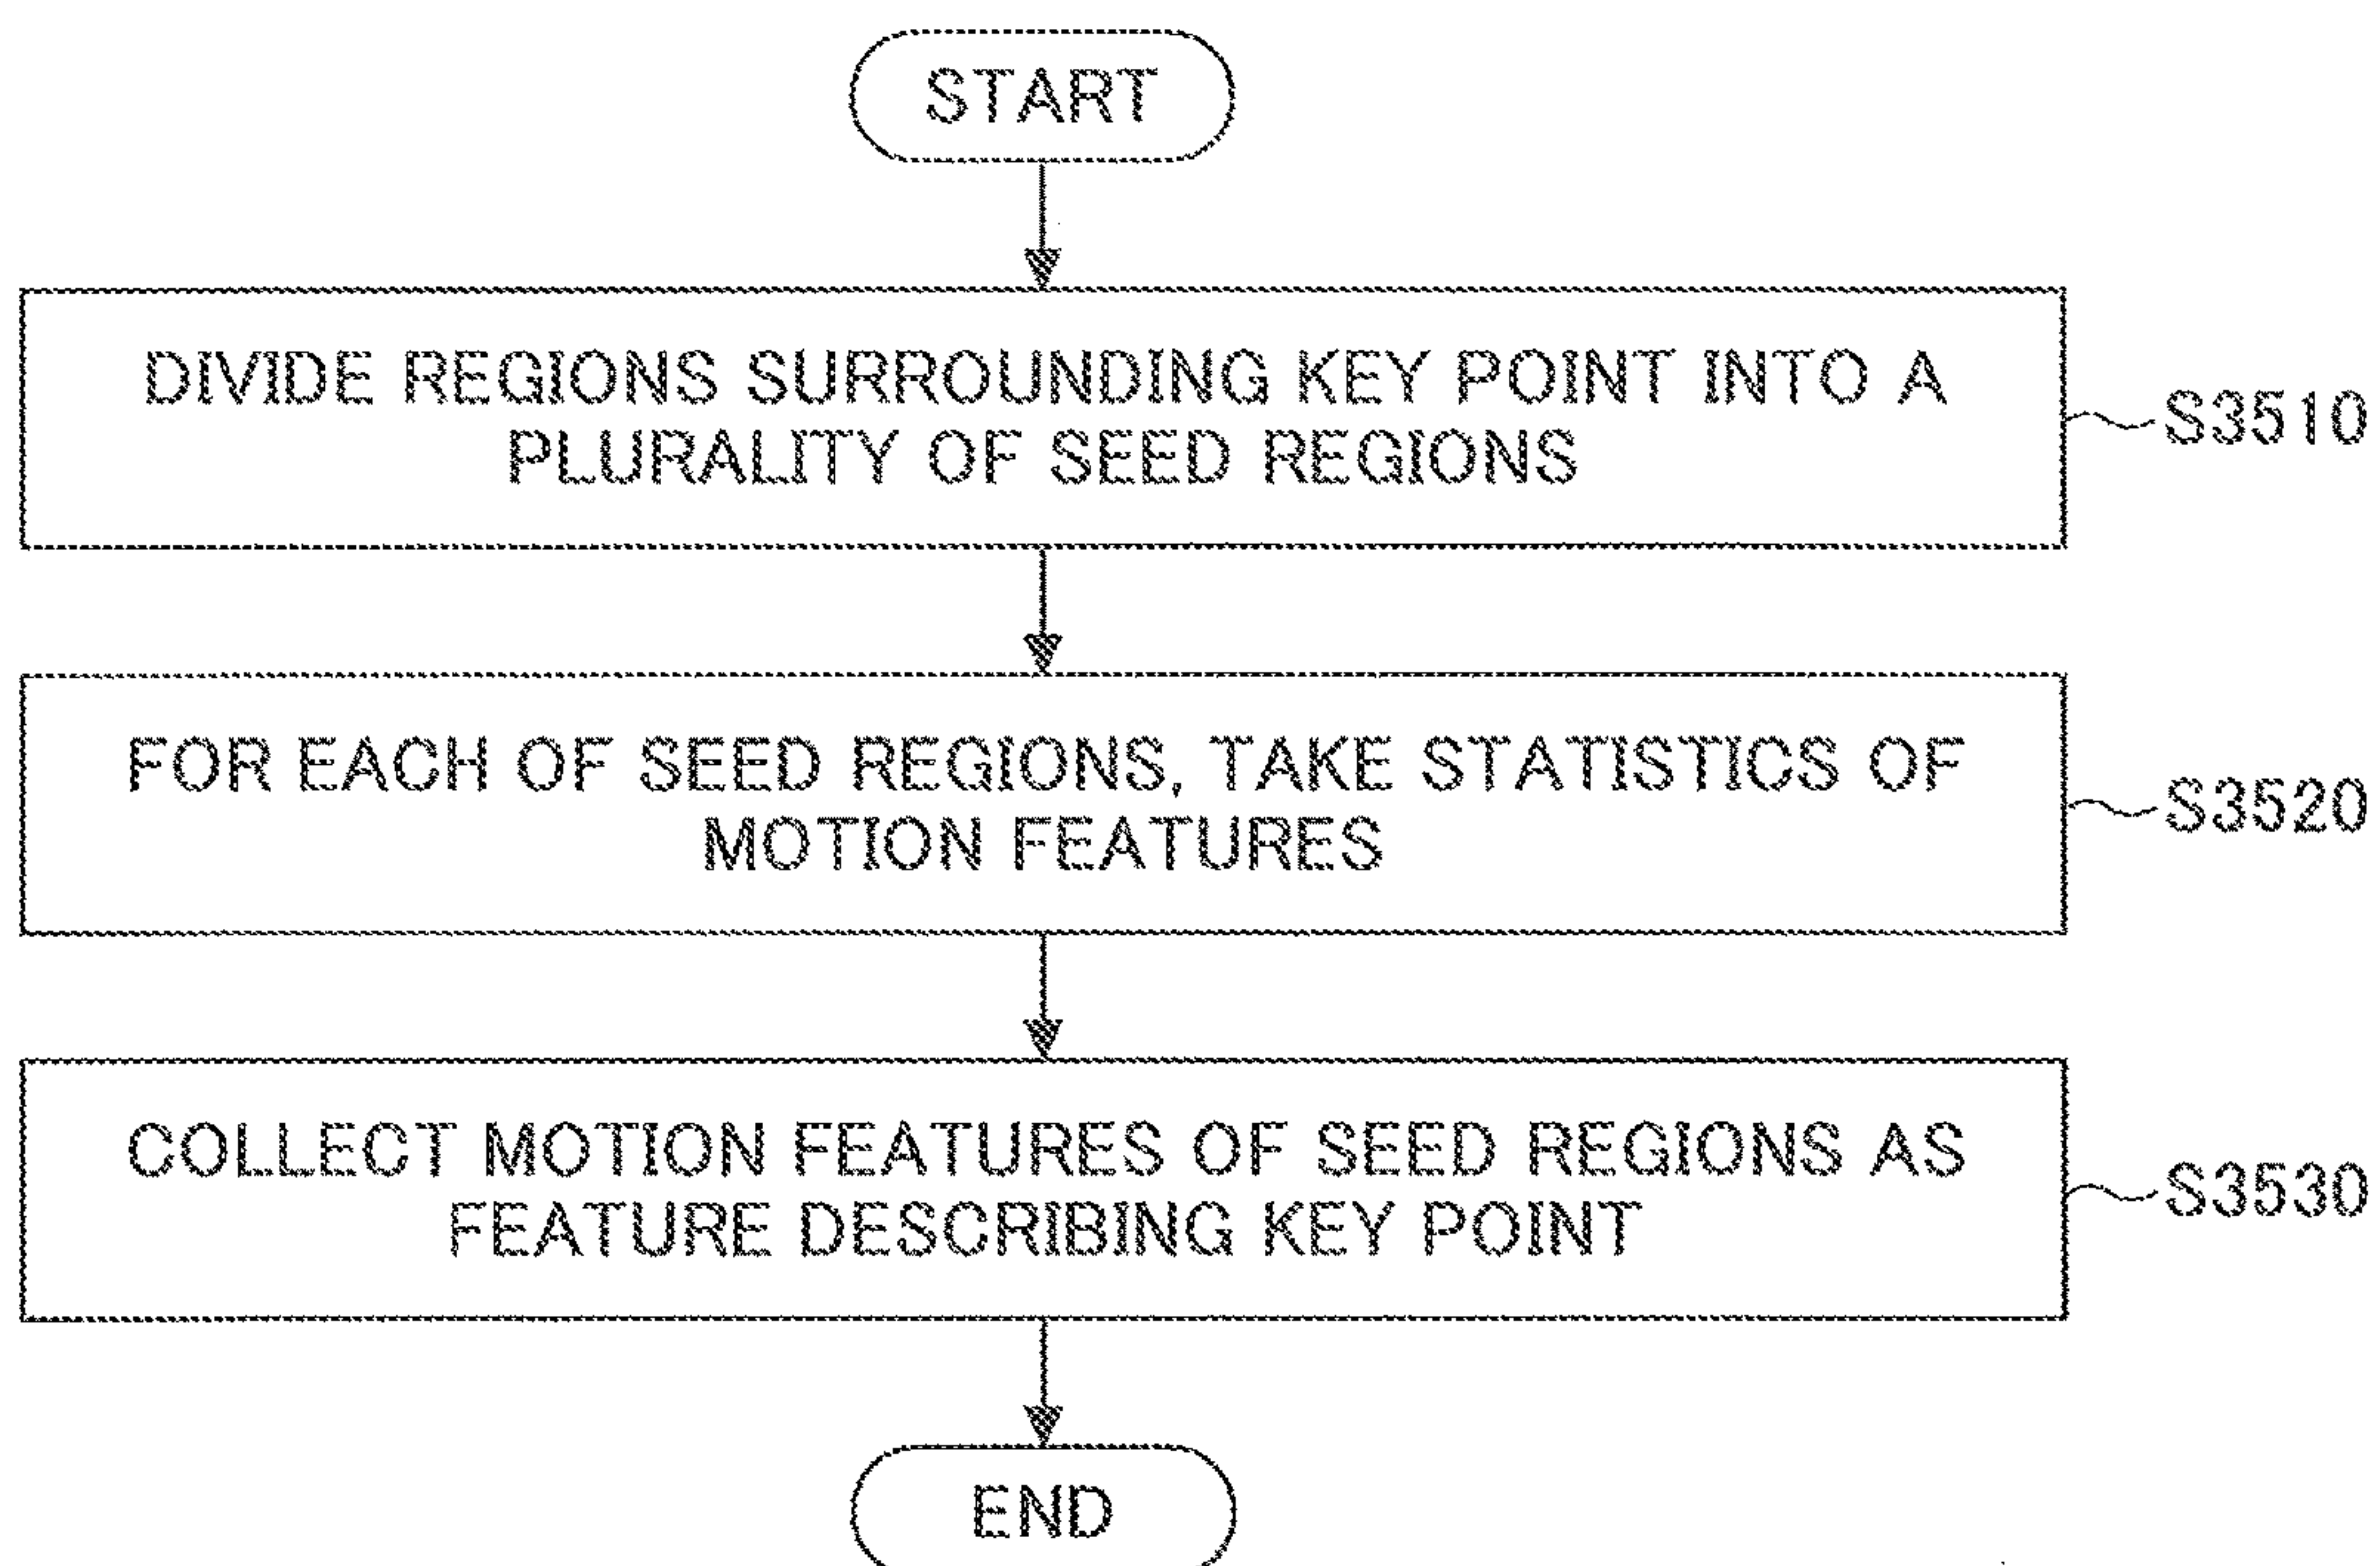 START
DIVIDE REGIONS SURROUNDING KEY POINT INTO A
PLURALITY OF SEED REGIONS
S3510
FOR EACH OF SEED REGIONS, TAKE STATISTICS OF
MOTION FEATURES
S3520
COLLECT MOTION FEATURES OF SEED REGIONS AS
FEATURE DESCRIBING KEY POINT
S3530
END